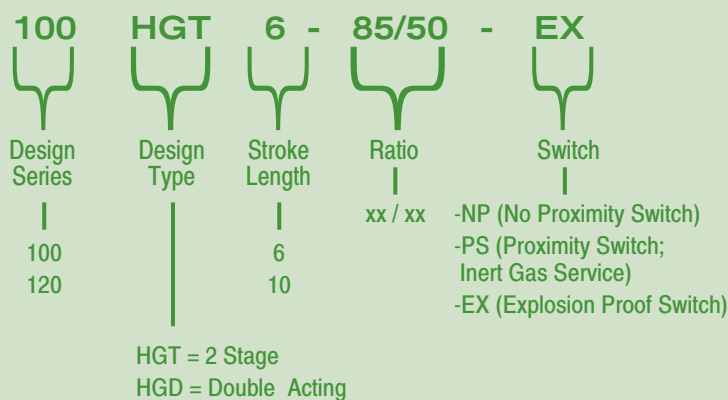 100 HGT 6 - 85/50 - EX
Design Series
Design Type
Stroke Length
Ratio
Switch
100
120
6
10
xx / xx
-NP (No Proximity Switch)
-PS (Proximity Switch;
Inert Gas Service)
-EX (Explosion Proof Switch)
HGT = 2 Stage
HGD = Double Acting